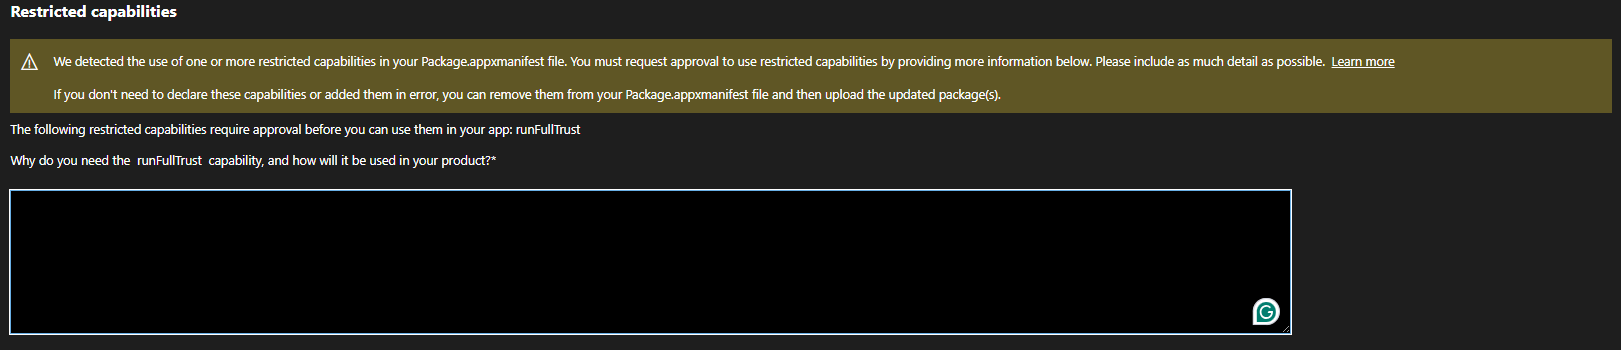 Restricted capabilities
We detected the use of one or more restricted capabilities in your Package.appxmanifest file. You must request approval to use restricted capabilities by providing more information below. Please include as much detail as possible. Learn more
If you don't need to declare these capabilities or added them in error, you can remove them from your Package.appxmanifest file and then upload the updated package(s).
The following restricted capabilities require approval before you can use them in your app: runFullTrust
Why do you need the runFullTrust capability, and how will it be used in your product?*